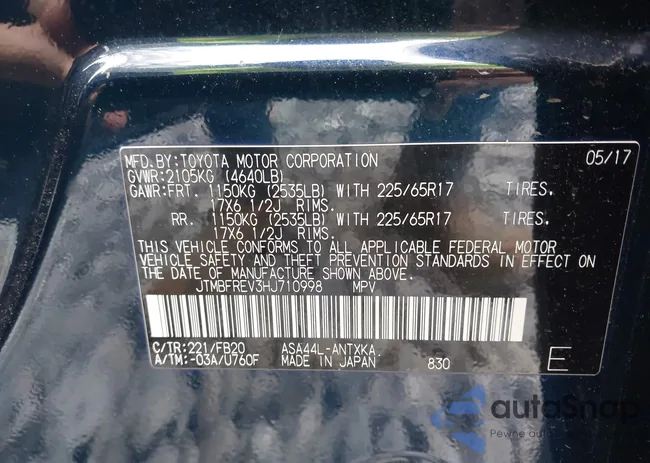 MFD.BY:TOYOTA MOTOR CORPORATION 05/17
GVWR:2105KG (4640LB)
GAWR:FRT. 1150KG (2535LB) WITH 225/65R17 TIRES.
17X6 1/2J RIMS.
RR. 1150KG (2535LB) WITH 225/65R17 TIRES.
17X6 1/2J RIMS.
THIS VEHICLE CONFORMS TO ALL APPLICABLE FEDERAL MOTOR
VEHICLE SAFETY AND THEFT PREVENTION STANDARDS IN EFFECT ON
THE DATE OF MANUFACTURE SHOWN ABOVE.
JTMBFREV3HJ710998 MPV
C/TR:221/FB20 ASA44L-ANTXKA
A/TM:-03A/U760F MADE IN JAPAN 830 E
autoSnap
Pewne auto